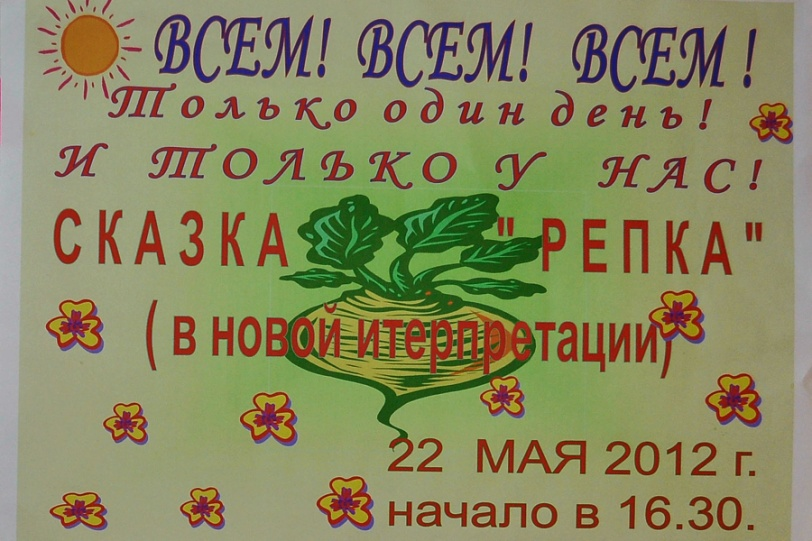 ВСЕМ! ВСЕМ! ВСЕМ!
Только один день!
И ТОЛЬКО У НАС!
СКАЗКА "РЕПКА"
( в новой итерпретации)
22 МАЯ 2012 г.
начало в 16.30.